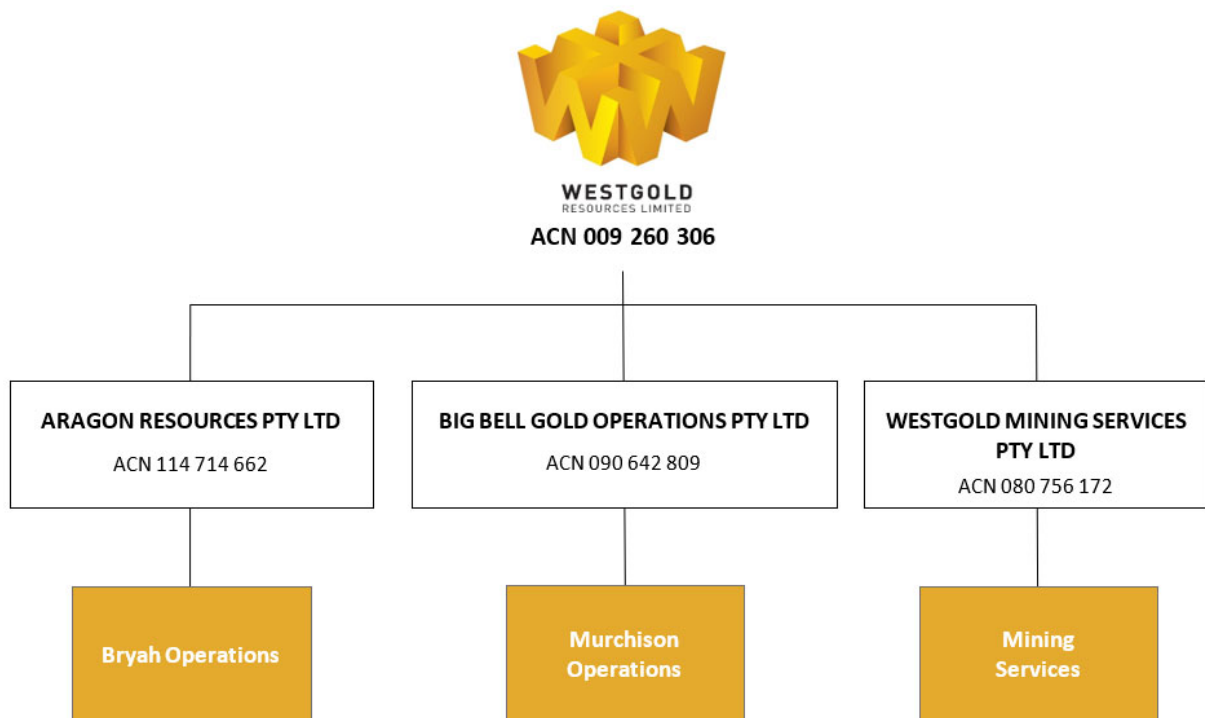 WESTGOLD
RESOURCES LIMITED
ACN 009 260 306
ARAGON RESOURCES PTY LTD
ACN 114 714 662
BIG BELL GOLD OPERATIONS PTY LTD
ACN 090 642 809
WESTGOLD MINING SERVICES
PTY LTD
ACN 080 756 172
Bryah Operations
Murchison
Operations
Mining
Services